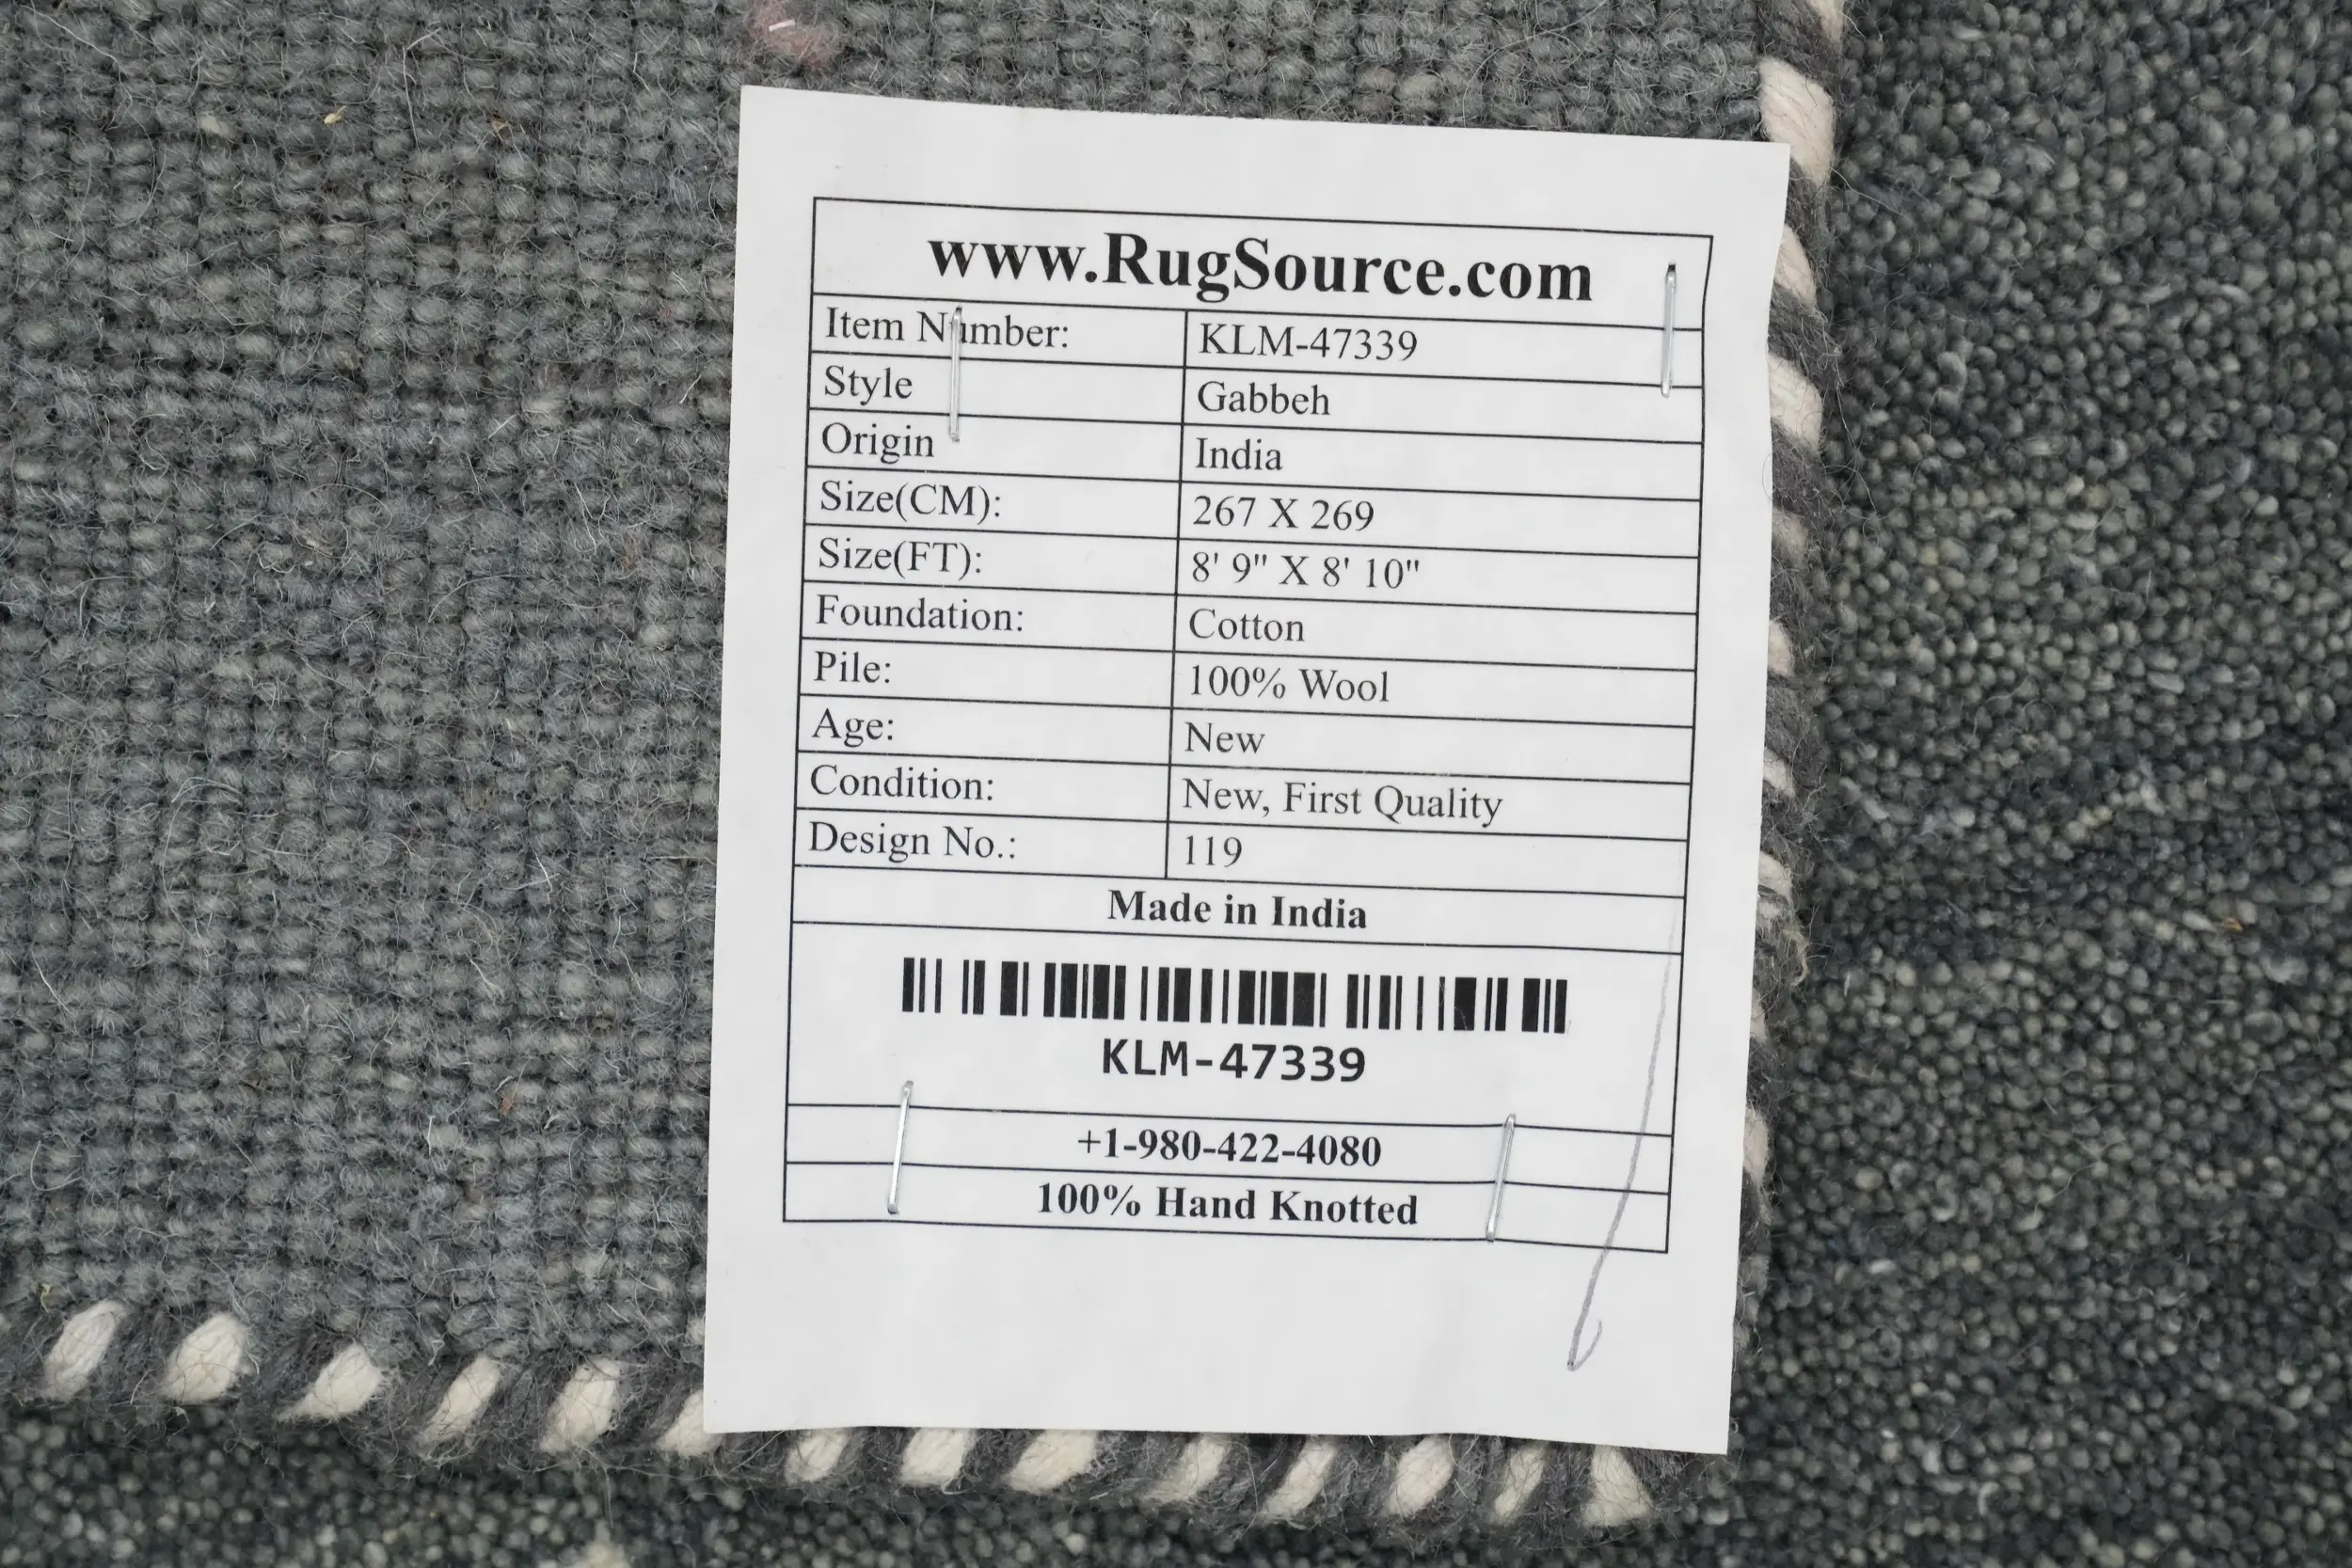 www.RugSource.com
Item Number: KLM-47339
Style Gabbeh
Origin India
Size(CM): 267 X 269
Size(FT): 8' 9" X 8' 10"
Foundation: Cotton
Pile: 100% Wool
Age: New
Condition: New, First Quality
Design No.: 119
Made in India
KLM-47339
+1-980-422-4080
100% Hand Knotted